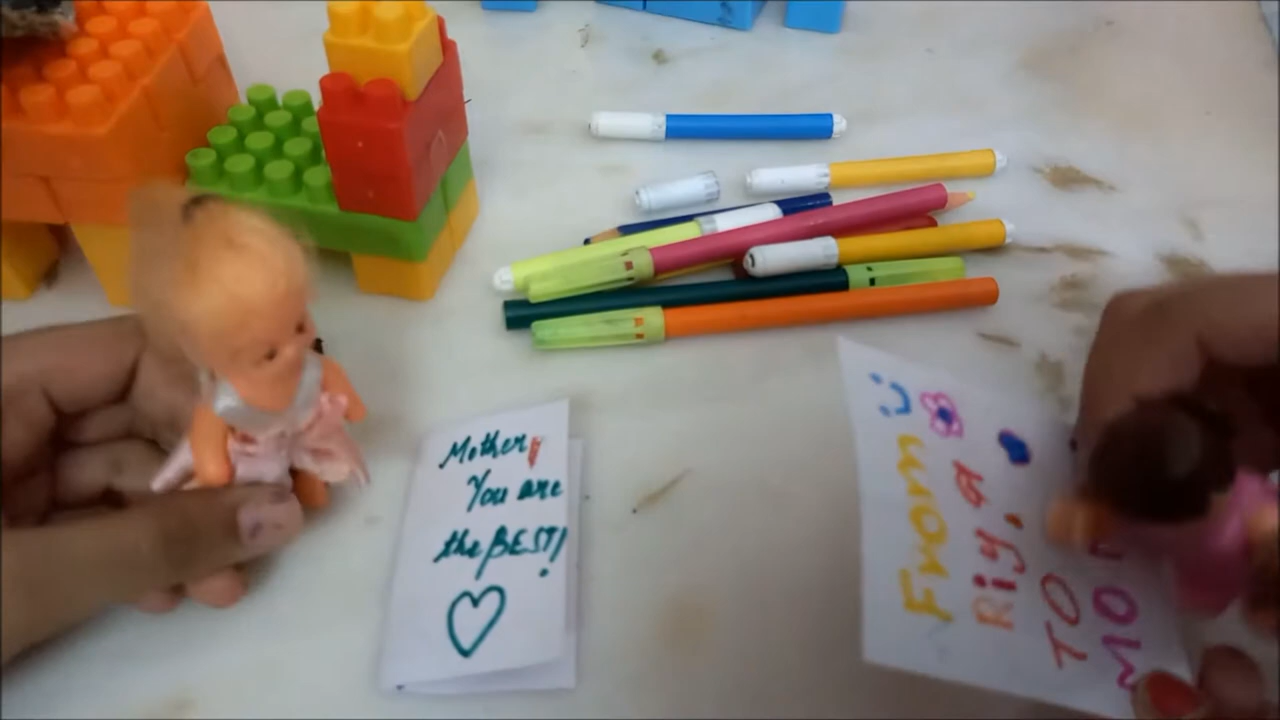 Mother,
You are
the BEST!
From
Riya
TO
MO